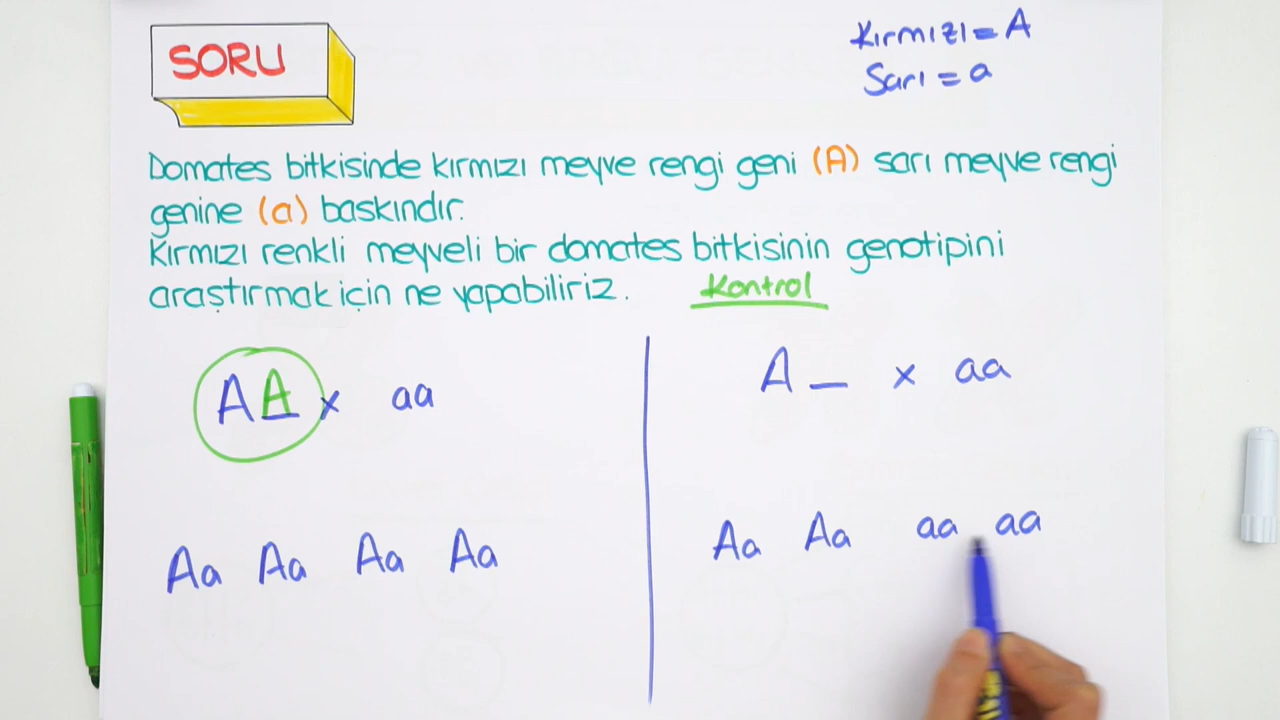 SORU
Kırmızı = A
Sarı = a
Domates bitkisinde kırmızı meyve rengi geni (A) sarı meyve rengi
genine (a) baskındır.
Kırmızı renkli meyveli bir domates bitkisinin genotipini
araştırmak için ne yapabiliriz. Kontrol
AA x aa
Aa Aa Aa Aa
A _ x aa
Aa Aa aa aa